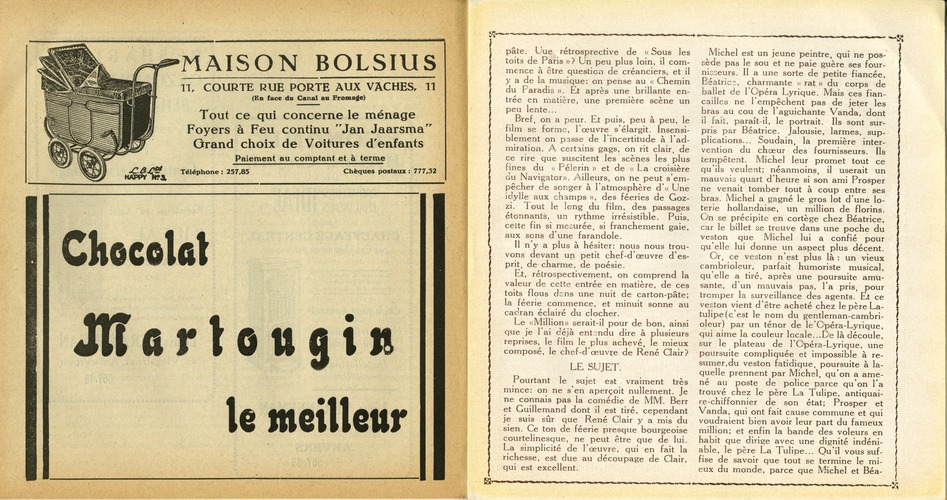 MAISON BOLSIUS
11, COURTE RUE PORTE AUX VACHES, 11
(En face du Canal au Fromage)
Tout ce qui concerne le ménage
Foyers à Feu continu "Jan Jaarsma"
Grand choix de Voitures d'enfants
Paiement au comptant et à terme
Téléphone : 257,85 Chèques postaux : 777,32
HAPPY No 3
Chocolat
Martougin
le meilleur
pâte. Une rétrospective de « Sous les
toits de Paris »? Un peu plus loin, il com-
mence à être question de créanciers, et il
y a de la musique: on pense au « Chemin
du Paradis ». Et après une brillante en-
trée en matière, une première scène un
peu lente...
Bref, on a peur. Et puis, peu à peu, le
film se forme, l'œuvre s'élargit. Insensi-
blement on passe de l'incertitude à l'ad-
miration. A certains gags, on rit clair, de
ce rire que suscitent les scènes les plus
fines du « Pélerin » et de « La croisière
du Navigator». Ailleurs, on ne peut s'em-
pêcher de songer à l'atmosphère d'« Une
idylle aux champs », des féeries de Goz-
zi. Tout le long du film, des passages
étonnants, un rythme irrésistible. Puis,
cette fin si mesurée, si franchement gaie,
aux sons d'une farandole.
Il n'y a plus à hésiter: nous nous trou-
vons devant un petit chef-d'œuvre d'es-
prit, de charme, de poésie.
Et, rétrospectivement, on comprend la
valeur de cette entrée en matière, de ces
toits flous dans une nuit de carton-pâte;
la féerie commence, et minuit sonne au
cadran éclairé du clocher.
Le «Million» serait-il pour de bon, ainsi
que je l'ai déjà entendu dire à plusieurs
reprises, le film le plus achevé, le mieux
composé, le chef-d'œuvre de René Clair?
LE SUJET.
Pourtant le sujet est vraiment très
mince: on ne s'en aperçoit nullement. Je
ne connais pas la comédie de MM. Berr
et Guillemand dont il est tiré, cependant
je suis sûr que René Clair y a mis du
sien. Ce ton de féerie presque bourgeoise
courtelinesque, ne peut être que de lui.
La simplicité de l'œuvre, qui en fait la
richesse, est due au découpage de Clair,
qui est excellent.
Michel est un jeune peintre, qui ne pos-
sède pas le sou et ne paie guère ses four-
nisseurs. Il a une sorte de petite fiancée,
Béatrice, charmante « rat » du corps de
ballet de l'Opéra Lyrique. Mais ces fian-
cailles ne l'empêchent pas de jeter les
bras au cou de l'aguichante Vanda, dont
il fait, paraît-il, le portrait. Ils sont sur-
pris par Béatrice. Jalousie, larmes, sup-
plications... Soudain, la première inter-
vention du chœur des fournisseurs. Ils
tempêtent. Michel leur promet tout ce
qu'ils veulent; néanmoins, il userait un
mauvais quart d'heure si son ami Prosper
ne venait tomber tout à coup entre ses
bras. Michel a gagné le gros lot d'une lo-
terie hollandaise, un million de florins.
On se précipite en cortège chez Béatrice,
car le billet se trouve dans une poche du
veston que Michel lui a confié pour
qu'elle lui donne un aspect plus décent.
Or, ce veston n'est plus là : un vieux
cambrioleur, parfait humoriste musical,
qu'elle a tiré, après une poursuite amu-
sante, d'un mauvais pas, l'a pris, pour
tromper la surveillance des agents. Et ce
veston vient d'être acheté chez le père La-
tulipe (c'est le nom du gentleman-cambri-
oleur) par un ténor de l'Opéra-Lyrique,
qui aime la couleur locale... De là découle,
sur le plateau de l'Opéra-Lyrique, une
poursuite compliquée et impossible à re-
sumer,du veston fatidique, poursuite à la-
quelle prennent par Michel, qu'on a ame-
né au poste de police parce qu'on l'a
trouvé chez le père La Tulipe, antiquai-
re-chiffonnier de son état; Prosper et
Vanda, qui ont fait cause commune et qui
voudraient bien avoir leur part du fameux
million; et enfin la bande des voleurs en
habit que dirige avec une dignité indéni-
able, le père La Tulipe... Qu'il vous suf-
fise de savoir que tout se termine le mi-
eux du monde, parce que Michel et Béa-